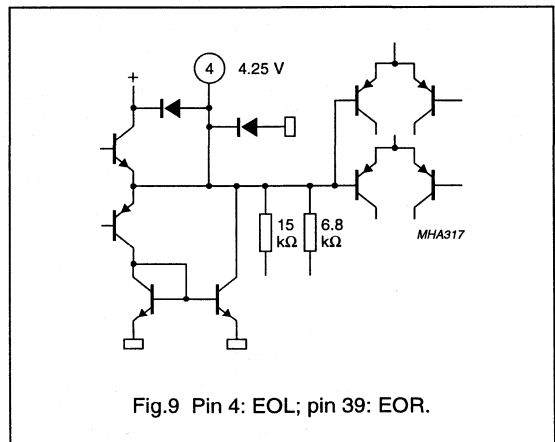 +
4 4.25 V
15 kΩ
6.8 kΩ
MHA317
Fig.9 Pin 4: EOL; pin 39: EOR.